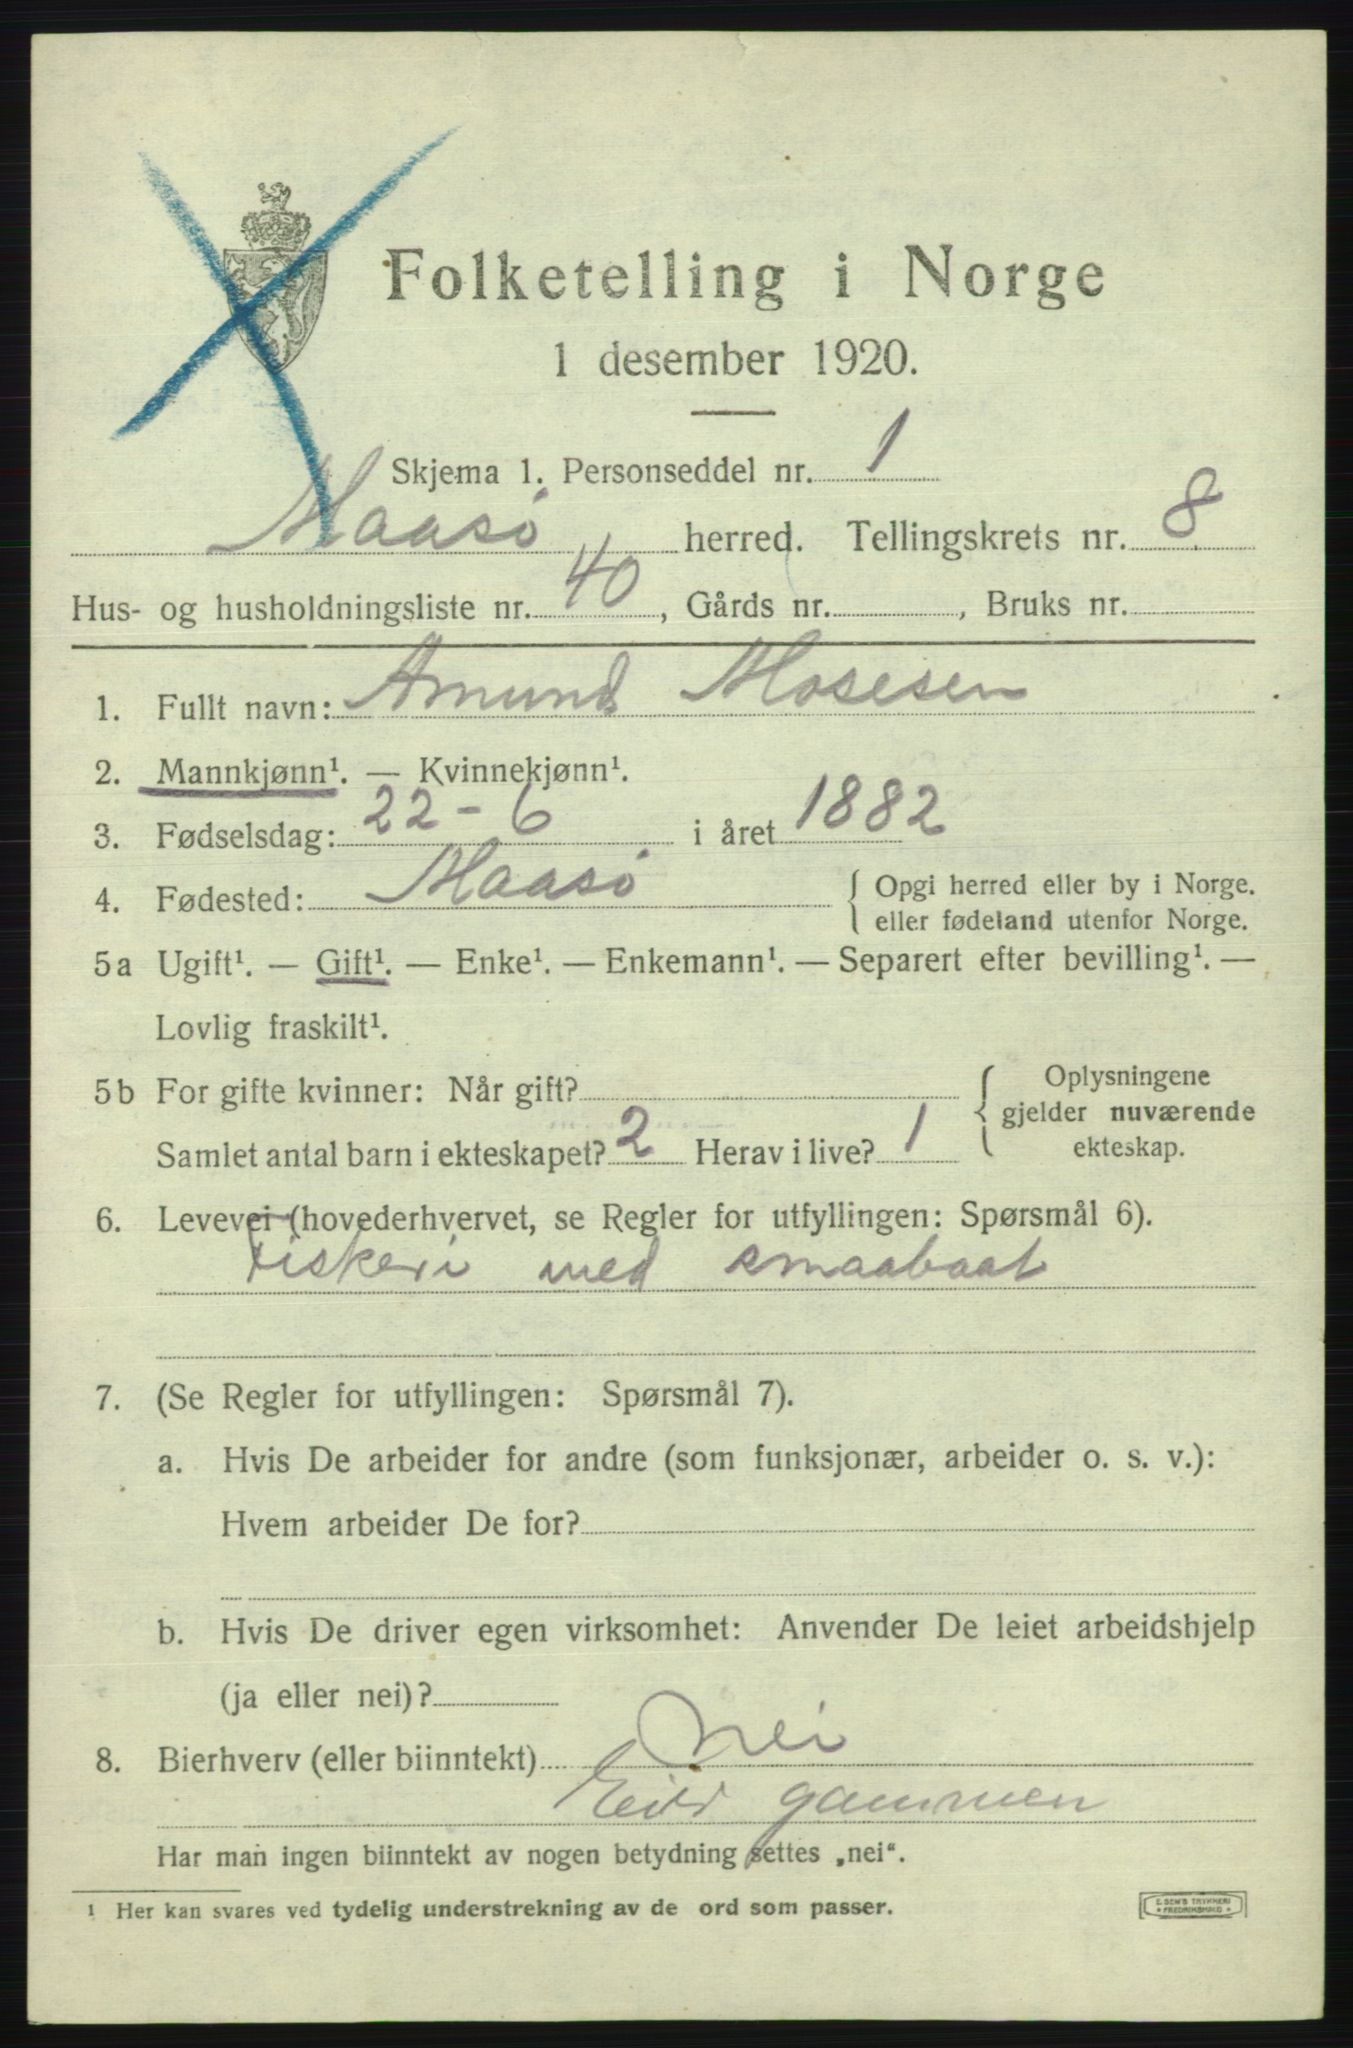 Folketelling i Norge
1 desember 1920.
Skjema 1. Personseddel nr. 1
Maasø herred. Tellingskrets nr. 8
Hus- og husholdningsliste nr. 40, Gårds nr. , Bruks nr.
1. Fullt navn: Amund Mosesen
2. Mannkjønn¹. — Kvinnekjønn¹.
3. Fødselsdag: 22-6 i året 1882
4. Fødested: Maasø { Opgi herred eller by i Norge.
eller fødeland utenfor Norge.
5a Ugift¹. — Gift¹. — Enke¹. — Enkemann¹. — Separert efter bevilling¹. —
Lovlig fraskilt¹.
5b For gifte kvinner: Når gift? { Oplysningene
gjelder nuværende
ekteskap.
Samlet antal barn i ekteskapet? 2 Herav i live? 1
6. Levevei (hovederhvervet, se Regler for utfyllingen: Spørsmål 6).
Fiskeri med smaabaat
7. (Se Regler for utfyllingen: Spørsmål 7).
a. Hvis De arbeider for andre (som funksjonær, arbeider o. s. v.):
Hvem arbeider De for?
b. Hvis De driver egen virksomhet: Anvender De leiet arbeidshjelp
(ja eller nei)?
8. Bierhverv (eller biinntekt) Nei
gammen
Har man ingen biinntekt av nogen betydning settes „nei“.
¹ Her kan svares ved tydelig understrekning av de ord som passer.
E. SEM'S TRYKKERI
* FREDRIKSHALD *